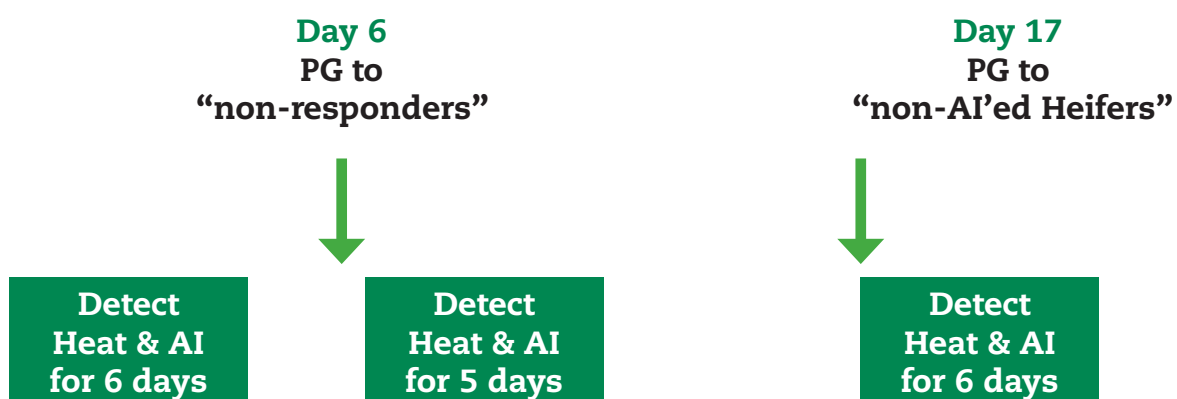 Day 6
PG to
“non-responders”
Day 17
PG to
“non-AI’ed Heifers”
Detect
Heat & AI
for 6 days
Detect
Heat & AI
for 5 days
Detect
Heat & AI
for 6 days